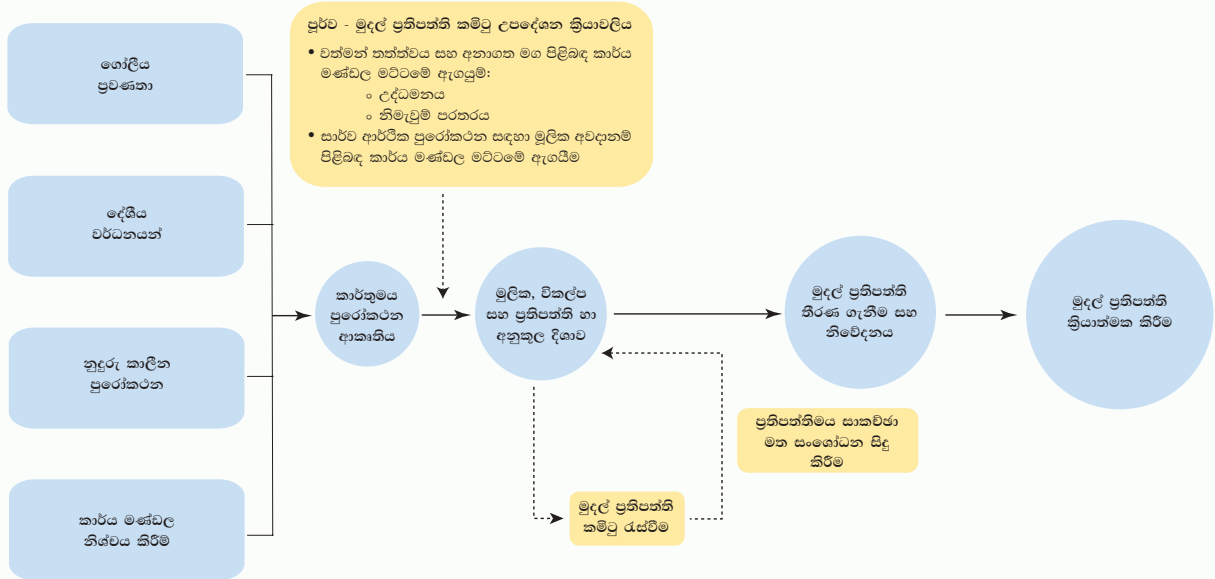 ගෝලීය
ප්‍රවණතා
දේශීය
වර්ධනයන්
නුදුරු කාලීන
පුරෝකථන
කාර්ය මණ්ඩල
නිශ්චය කිරීම්
පූර්ව - මුදල් ප්‍රතිපත්ති කමිටු උපදේශන ක්‍රියාවලිය
• වත්මන් තත්ත්වය සහ අනාගත මග පිළිබඳ කාර්ය
මණ්ඩල මට්ටමේ ඇගයුම්:
∘ උද්ධමනය
∘ නිමැවුම් පරතරය
• සාර්ව ආර්ථික පුරෝකථන සඳහා මූලික අවදානම්
පිළිබඳ කාර්ය මණ්ඩල මට්ටමේ ඇගයීම
කාර්තුමය
පුරෝකථන
ආකෘතිය
මූලික, විකල්ප
සහ ප්‍රතිපත්ති හා
අනුකූල දිශාව
මුදල් ප්‍රතිපත්ති
තීරණ ගැනීම සහ
නිවේදනය
මුදල් ප්‍රතිපත්ති
ක්‍රියාත්මක කිරීම
ප්‍රතිපත්තිමය සාකච්ඡා
මත සංශෝධන සිදු
කිරීම
මුදල් ප්‍රතිපත්ති
කමිටු රැස්වීම